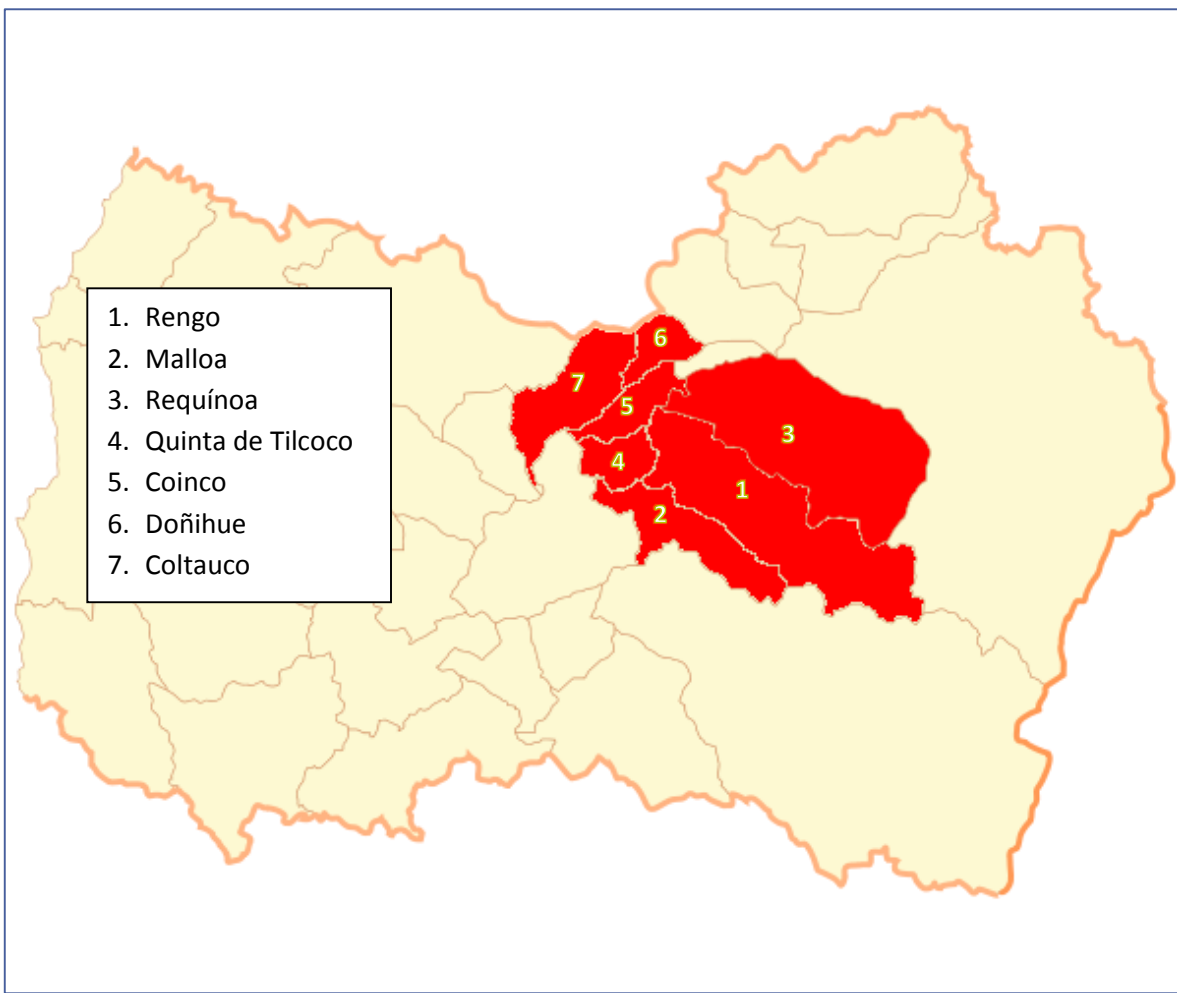 1. Rengo
2. Malloa
3. Requínoa
4. Quinta de Tilcoco
5. Coinco
6. Doñihue
7. Coltauco
6
7
5
3
4
1
2